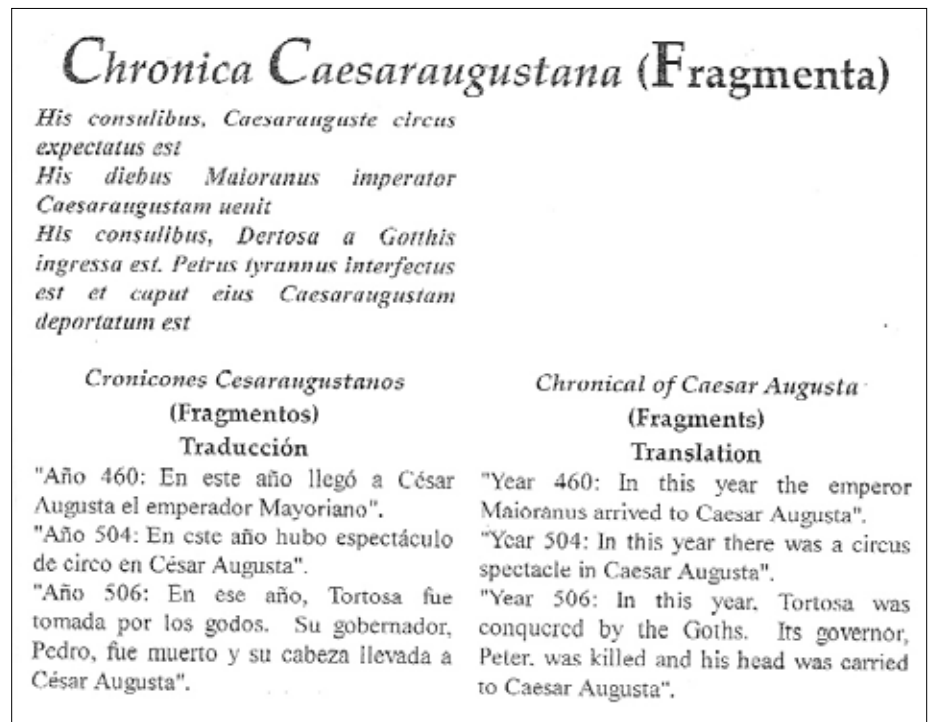 Chronica Caesaraugustana (Fragmenta)
His consulibus, Caesarauguste circus
expectatus est
His diebus Maioranus imperator
Caesaraugustam uenit
His consulibus, Dertosa a Gotthis
ingressa est. Petrus tyrannus interfectus
est et caput eius Caesaraugustam
deportatum est
Cronicones Cesaraugustanos
(Fragmentos)
Traducción
"Año 460: En este año llegó a César
Augusta el emperador Mayoriano".
"Año 504: En este año hubo espectáculo
de circo en César Augusta".
"Año 506: En ese año, Tortosa fue
tomada por los godos. Su gobernador,
Pedro, fue muerto y su cabeza llevada a
César Augusta".
Chronical of Caesar Augusta
(Fragments)
Translation
"Year 460: In this year the emperor
Maioranus arrived to Caesar Augusta".
"Year 504: In this year there was a circus
spectacle in Caesar Augusta".
"Year 506: In this year. Tortosa was
conquered by the Goths. Its governor,
Peter. was killed and his head was carried
to Caesar Augusta".